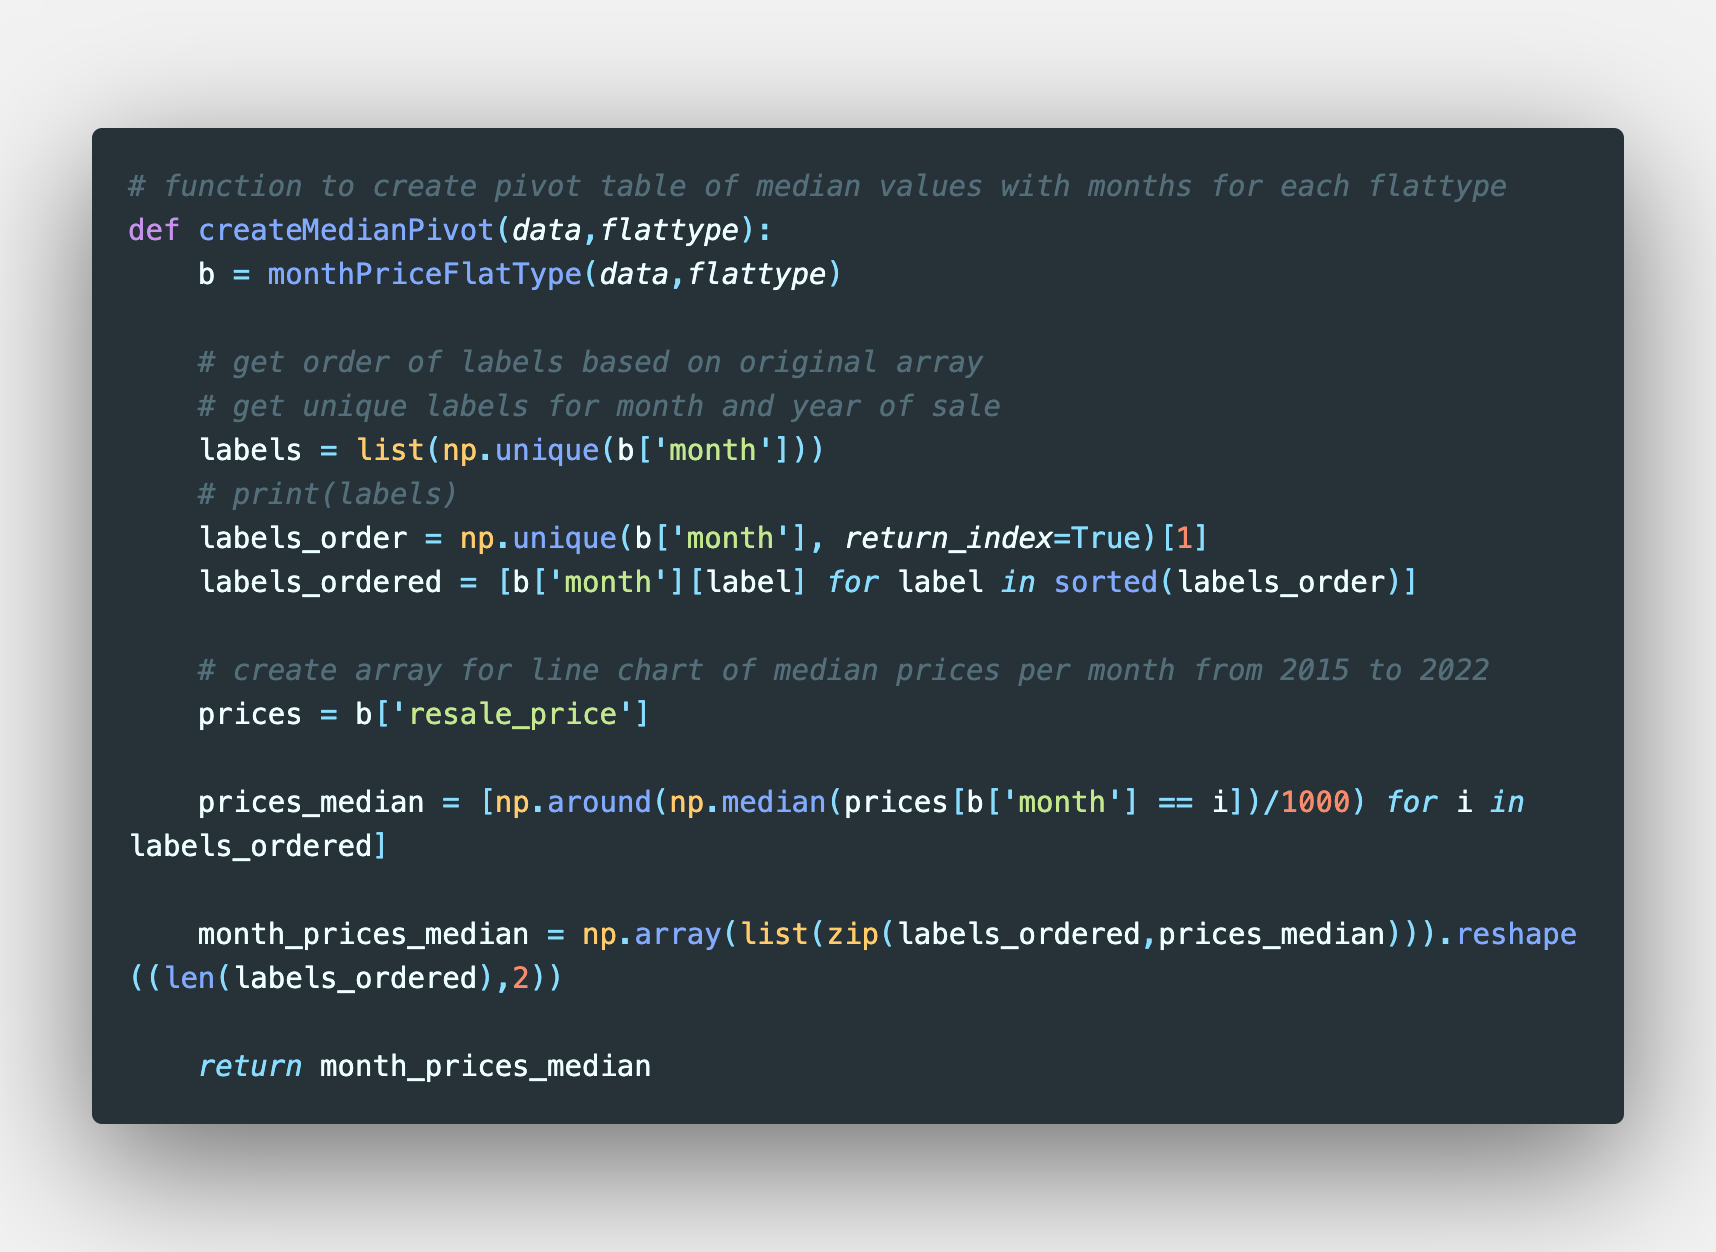 # function to create pivot table of median values with months for each flattype
def createMedianPivot(data,flattype):
    b = monthPriceFlatType(data,flattype)

    # get order of labels based on original array
    # get unique labels for month and year of sale
    labels = list(np.unique(b['month']))
    # print(labels)
    labels_order = np.unique(b['month'], return_index=True)[1]
    labels_ordered = [b['month'][label] for label in sorted(labels_order)]

    # create array for line chart of median prices per month from 2015 to 2022
    prices = b['resale_price']

    prices_median = [np.around(np.median(prices[b['month'] == i])/1000) for i in
labels_ordered]

    month_prices_median = np.array(list(zip(labels_ordered,prices_median))).reshape
((len(labels_ordered),2))

    return month_prices_median